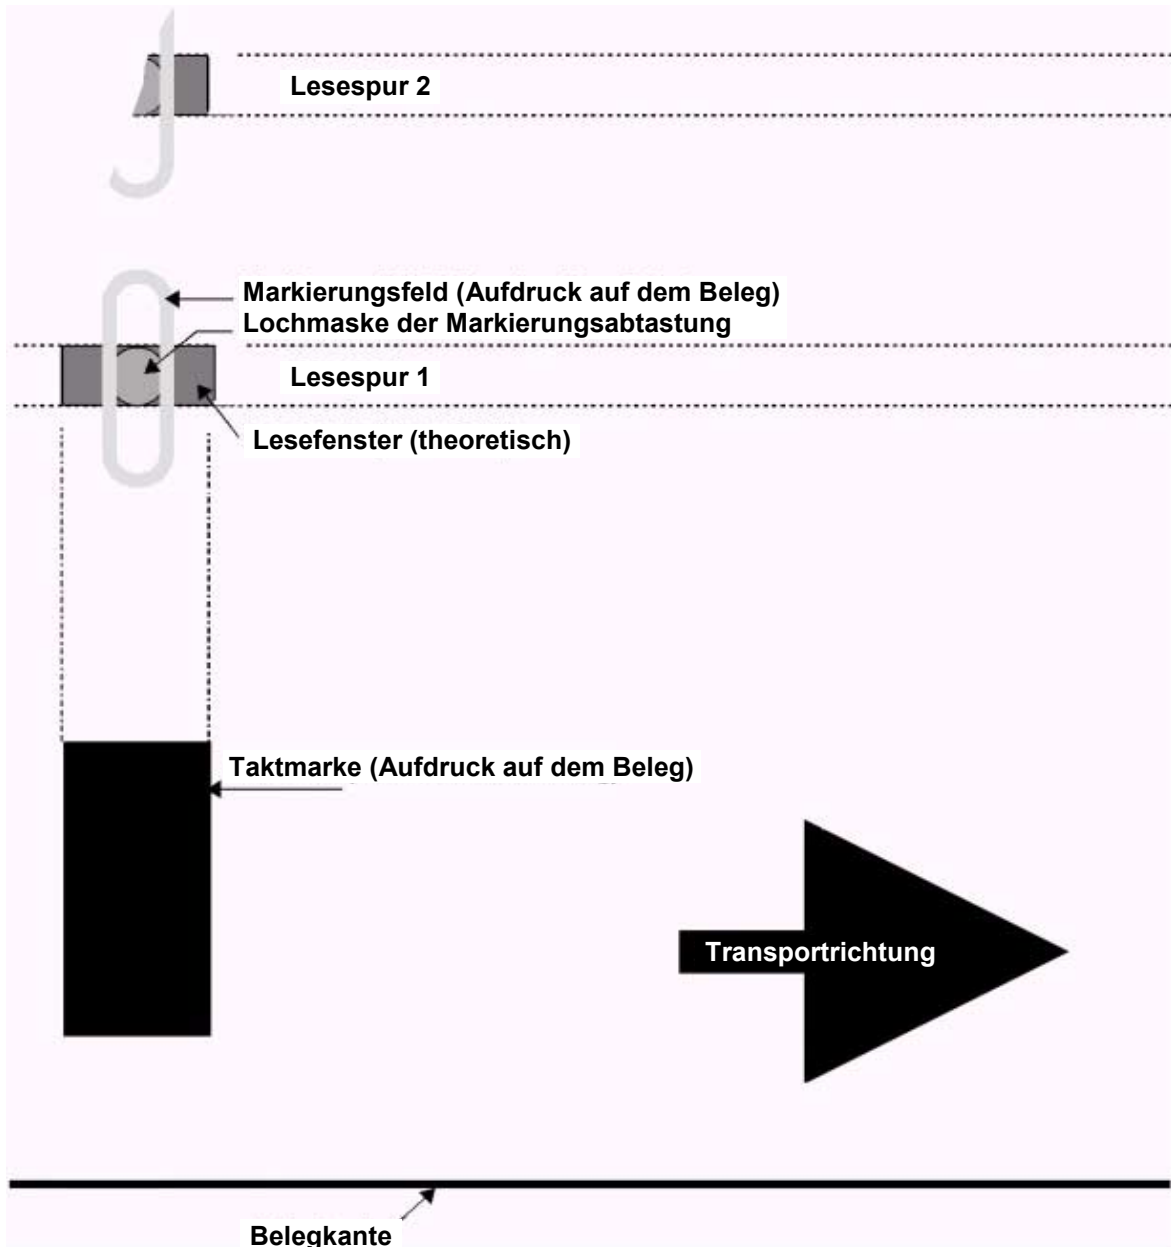 Lesespur 2
Markierungsfeld (Aufdruck auf dem Beleg)
Lochmaske der Markierungsabtastung
Lesespur 1
Lesefenster (theoretisch)
Taktmarke (Aufdruck auf dem Beleg)
Transportrichtung
Belegkante